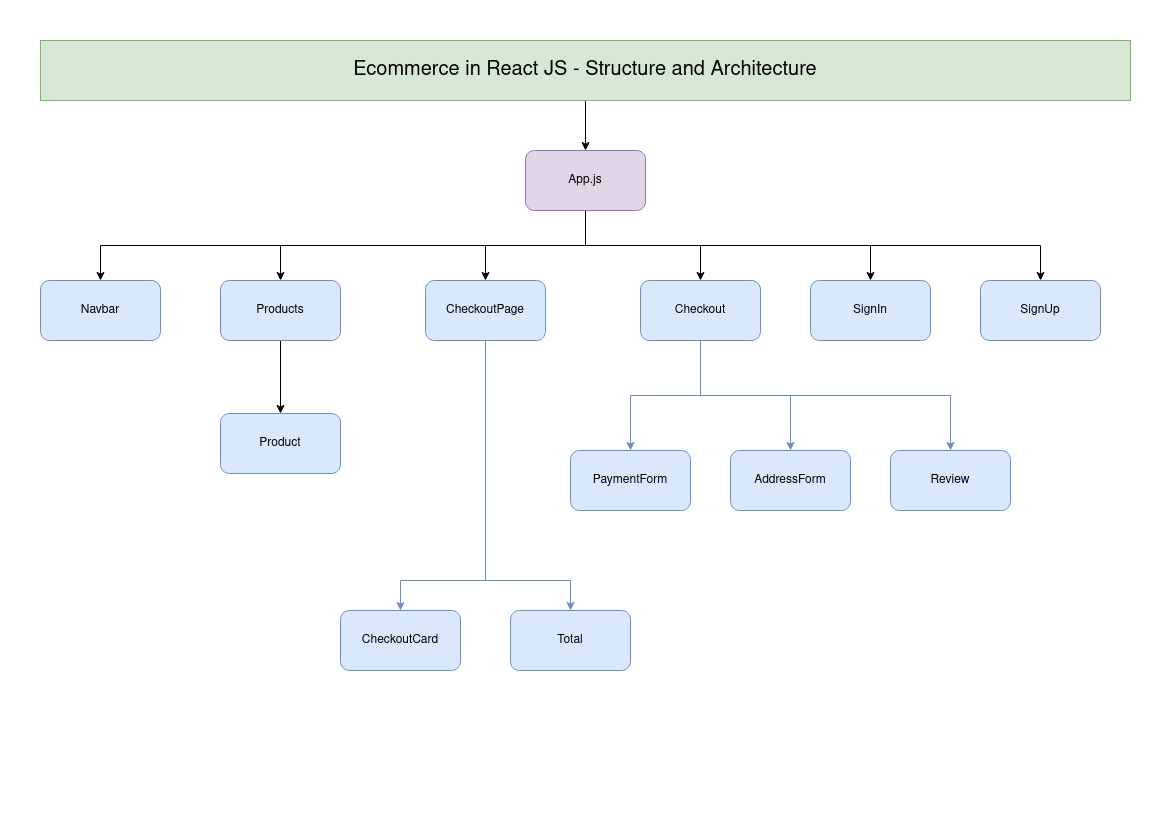 Ecommerce in React JS - Structure and Architecture
App.js
Navbar
Products
CheckoutPage
Checkout
SignIn
SignUp
Product
PaymentForm
AddressForm
Review
CheckoutCard
Total